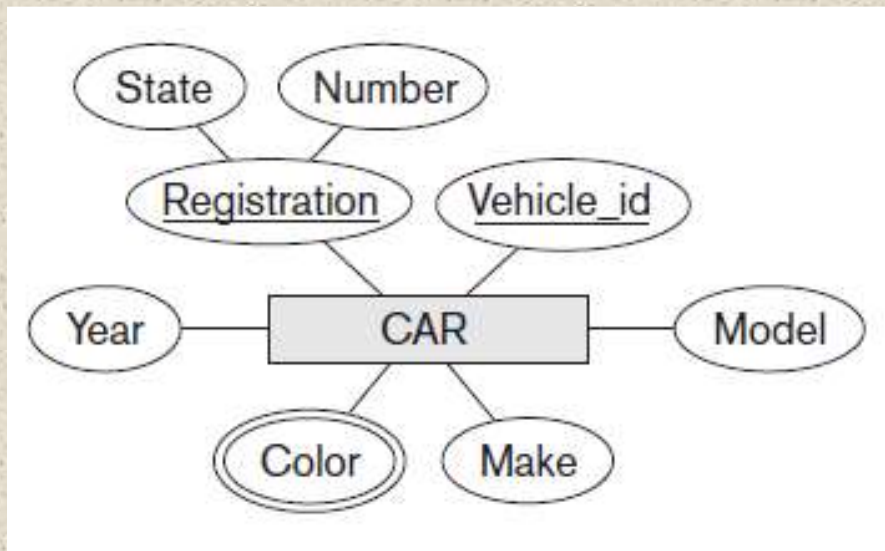 State Number
Registration Vehicle_id
Year CAR Model
Color Make